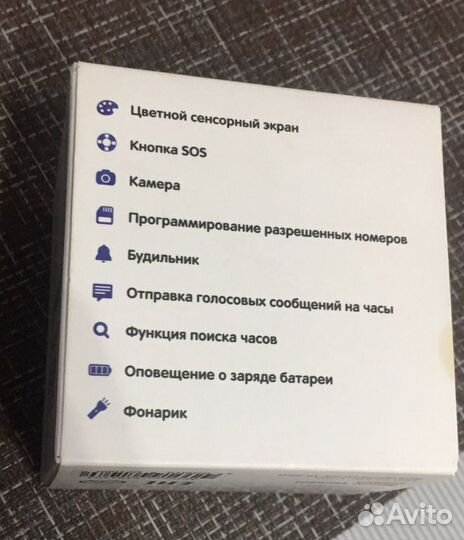 Цветной сенсорный экран
Кнопка SOS
Камера
Программирование разрешенных номеров
Будильник
Отправка голосовых сообщений на часы
Функция поиска часов
Оповещение о заряде батареи
Фонарик
Avito